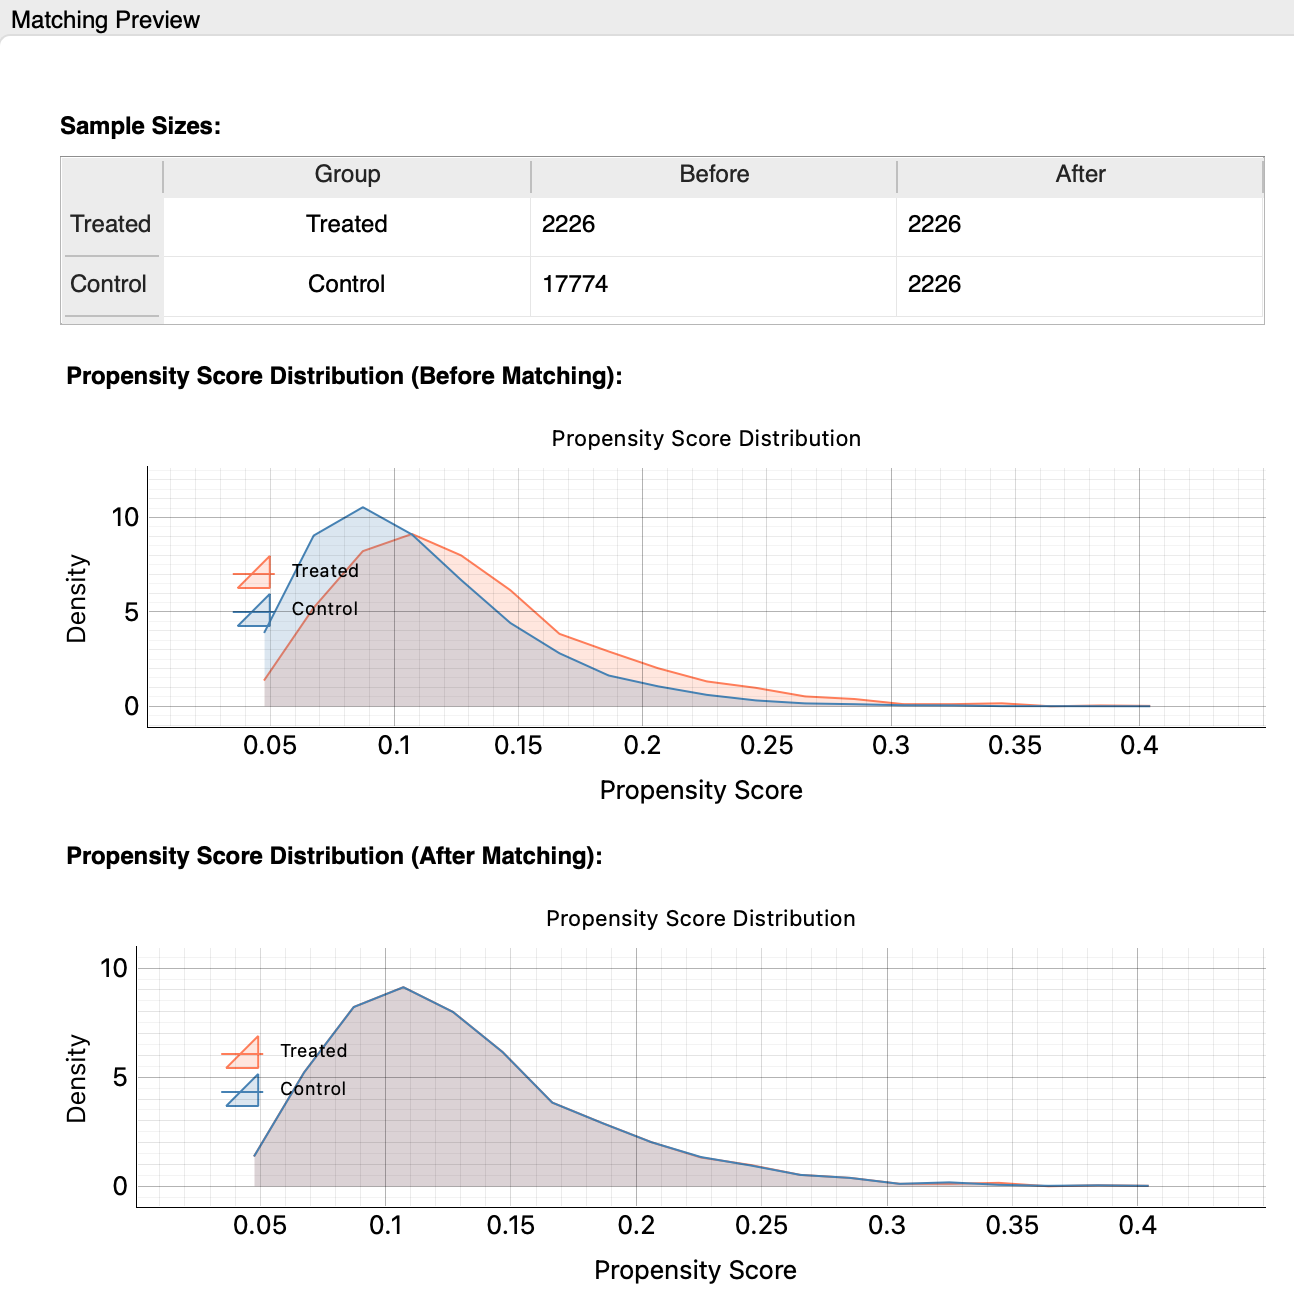 Matching Preview
Sample Sizes:
Group Before After
Treated Treated 2226 2226
Control Control 17774 2226
Propensity Score Distribution (Before Matching):
Propensity Score Distribution
10
5
0
Density
Treated
Control
0.05 0.1 0.15 0.2 0.25 0.3 0.35 0.4
Propensity Score
Propensity Score Distribution (After Matching):
Propensity Score Distribution
10
5
0
Density
Treated
Control
0.05 0.1 0.15 0.2 0.25 0.3 0.35 0.4
Propensity Score